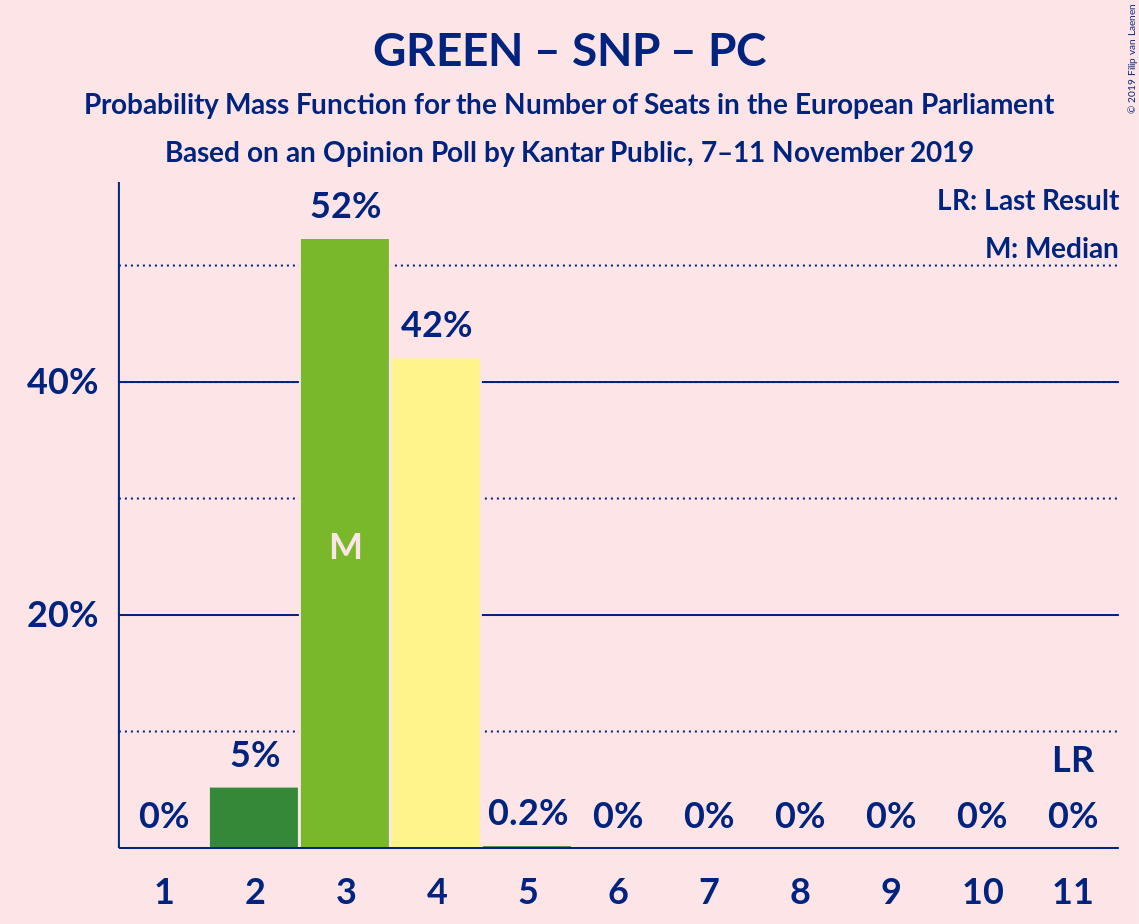 GREEN – SNP – PC
Probability Mass Function for the Number of Seats in the European Parliament
Based on an Opinion Poll by Kantar Public, 7–11 November 2019
© 2019 Filip van Laenen
LR: Last Result
M: Median
52%
42%
40%
M
20%
5%
LR
0%
0.2%
0%
0%
0%
0%
0%
0%
1 2 3 4 5 6 7 8 9 10 11